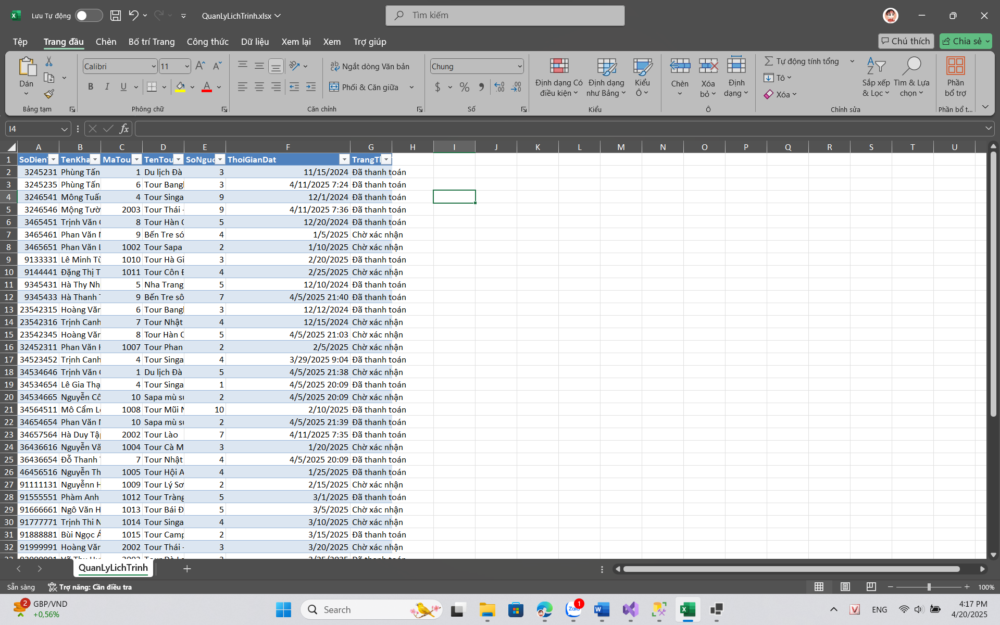 Lưu Tự động QuanLyLichTrinh.xlsx Tìm kiếm
Tệp Trang đầu Chèn Bố trí Trang Công thức Dữ liệu Xem lại Xem Trợ giúp Chú thích Chia sẻ
Dán
Bảng tạm
Calibri 11
B I U A
Phông chữ
Ngắt dòng Văn bản
Phối & Căn giữa
Căn chỉnh
Chung
$ %
Số
Định dạng Có điều kiện
Định dạng như Bảng
Kiểu Ô
Kiểu
Chèn
Xóa bỏ
Định dạng
Ô
Tự động tính tổng
Tô
Xóa
Sắp xếp & Lọc
Tìm & Lựa chọn
Chỉnh sửa
Phần bổ trợ
Phần bổ t...
I4 fx
A B C D E F G H I J K L M N O P Q R S T U
1 TenKha MaTou TenTou SoNguc ThoiGianDat
2 3245231 Phùng Tấn 1 Du lịch Đà 3 11/15/2024 Đã thanh toán
3 3245235 Phùng Tấn 6 Tour Bangl 3 4/11/2025 7:24 Đã thanh toán
4 3246541 Mông Tuấn 4 Tour Singa 9 12/1/2024 Đã thanh toán
5 3246546 Mộng Tườ 2003 Tour Thái - 9 4/11/2025 7:36 Đã thanh toán
6 3465451 Trịnh Văn 8 Tour Hàn 5 12/20/2024 Đã thanh toán
7 3465461 Phan Văn 9 Bến Tre só 4 1/5/2025 Chờ xác nhận
8 3465651 Phan Văn 1002 Tour Sapa 2 1/10/2025 Chờ xác nhận
9 9133331 Lê Minh Tù 1010 Tour Hà Gi 3 2/20/2025 Đã thanh toán
10 9144441 Đặng Thị T 1011 Tour Côn Đ 4 2/25/2025 Chờ xác nhận
11 9345431 Hà Thy Nh 5 Nha Trang 5 12/10/2024 Đã thanh toán
12 9345433 Hà Thanh 9 Bến Tre sô 7 4/5/2025 21:40 Đã thanh toán
13 23542315 Hoàng Văn 6 Tour Bangl 3 12/12/2024 Đã thanh toán
14 23542316 Trịnh Canh 7 Tour Nhật 4 12/15/2024 Chờ xác nhận
15 23542345 Hoàng Văn 8 Tour Hàn 5 4/5/2025 21:03 Chờ xác nhận
16 32452311 Phan Văn 1007 Tour Phan 2 2/5/2025 Chờ xác nhận
17 34523452 Trịnh Canh 4 Tour Singa 4 3/29/2025 9:04 Đã thanh toán
18 34534646 Trịnh Văn 1 Du lịch Đà 5 4/5/2025 21:38 Chờ xác nhận
19 34534654 Lê Gia Thạ 4 Tour Singa 1 4/5/2025 20:09 Đã thanh toán
20 34534665 Nguyễn Cô 10 Sapa mù sư 2 4/5/2025 20:09 Chờ xác nhận
21 34564511 Mô Cẩm 1008 Tour Mũi 10 2/10/2025 Đã thanh toán
22 34654654 Phan Văn 10 Sapa mù sư 2 4/5/2025 21:39 Đã thanh toán
23 34657564 Hà Duy Tập 2002 Tour Lào 7 4/11/2025 7:35 Đã thanh toán
24 36436616 Nguyễn Vă 1004 Tour Cà M 3 1/20/2025 Chờ xác nhận
25 36436654 Đỗ Thanh 7 Tour Nhật 4 4/5/2025 20:09 Đã thanh toán
26 46456516 Nguyễn Th 1005 Tour Hội A 4 1/25/2025 Đã thanh toán
27 91111131 Nguyễnn H 1009 Tour Lý Sơ 2 2/15/2025 Chờ xác nhận
28 91555551 Phàm Anh 1012 Tour Tràng 5 3/1/2025 Đã thanh toán
29 91666661 Ngô Văn H 1013 Tour Bái Đ 5 3/5/2025 Chờ xác nhận
30 91777771 Trịnh Thi N 1014 Tour Singa 4 3/10/2025 Chờ xác nhận
31 91888881 Bùi Ngọc Á 1015 Tour Camp 2 3/15/2025 Đã thanh toán
32 91999991 Hoàng Văn 2002 Tour Thái - 3 3/20/2025 Chờ xác nhận
QuanLyLichTrinh
Sẵn sàng Trợ năng: Cần điều tra 100%
2 GBP/VND
+0,56%
Search
Zalo 1
ENG
4:17 PM
4/20/2025